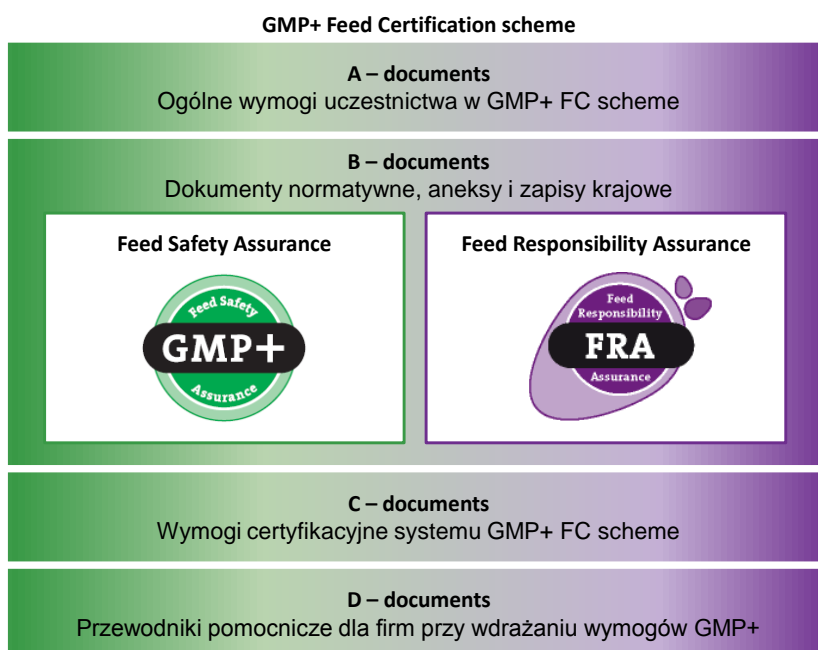 GMP+ Feed Certification scheme
A – documents
Ogólne wymogi uczestnictwa w GMP+ FC scheme
B – documents
Dokumenty normatywne, aneksy i zapisy krajowe
Feed Safety Assurance
Feed Safety
GMP+
Assurance
Feed Responsibility Assurance
Feed
Responsibility
FRA
Assurance
C – documents
Wymogi certyfikacyjne systemu GMP+ FC scheme
D – documents
Przewodniki pomocnicze dla firm przy wdrażaniu wymogów GMP+